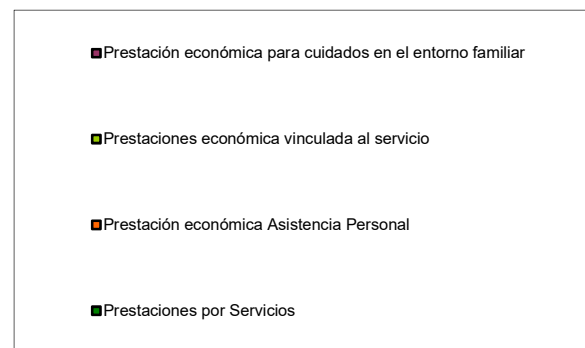 Prestación económica para cuidados en el entorno familiar
Prestaciones económica vinculada al servicio
Prestación económica Asistencia Personal
Prestaciones por Servicios